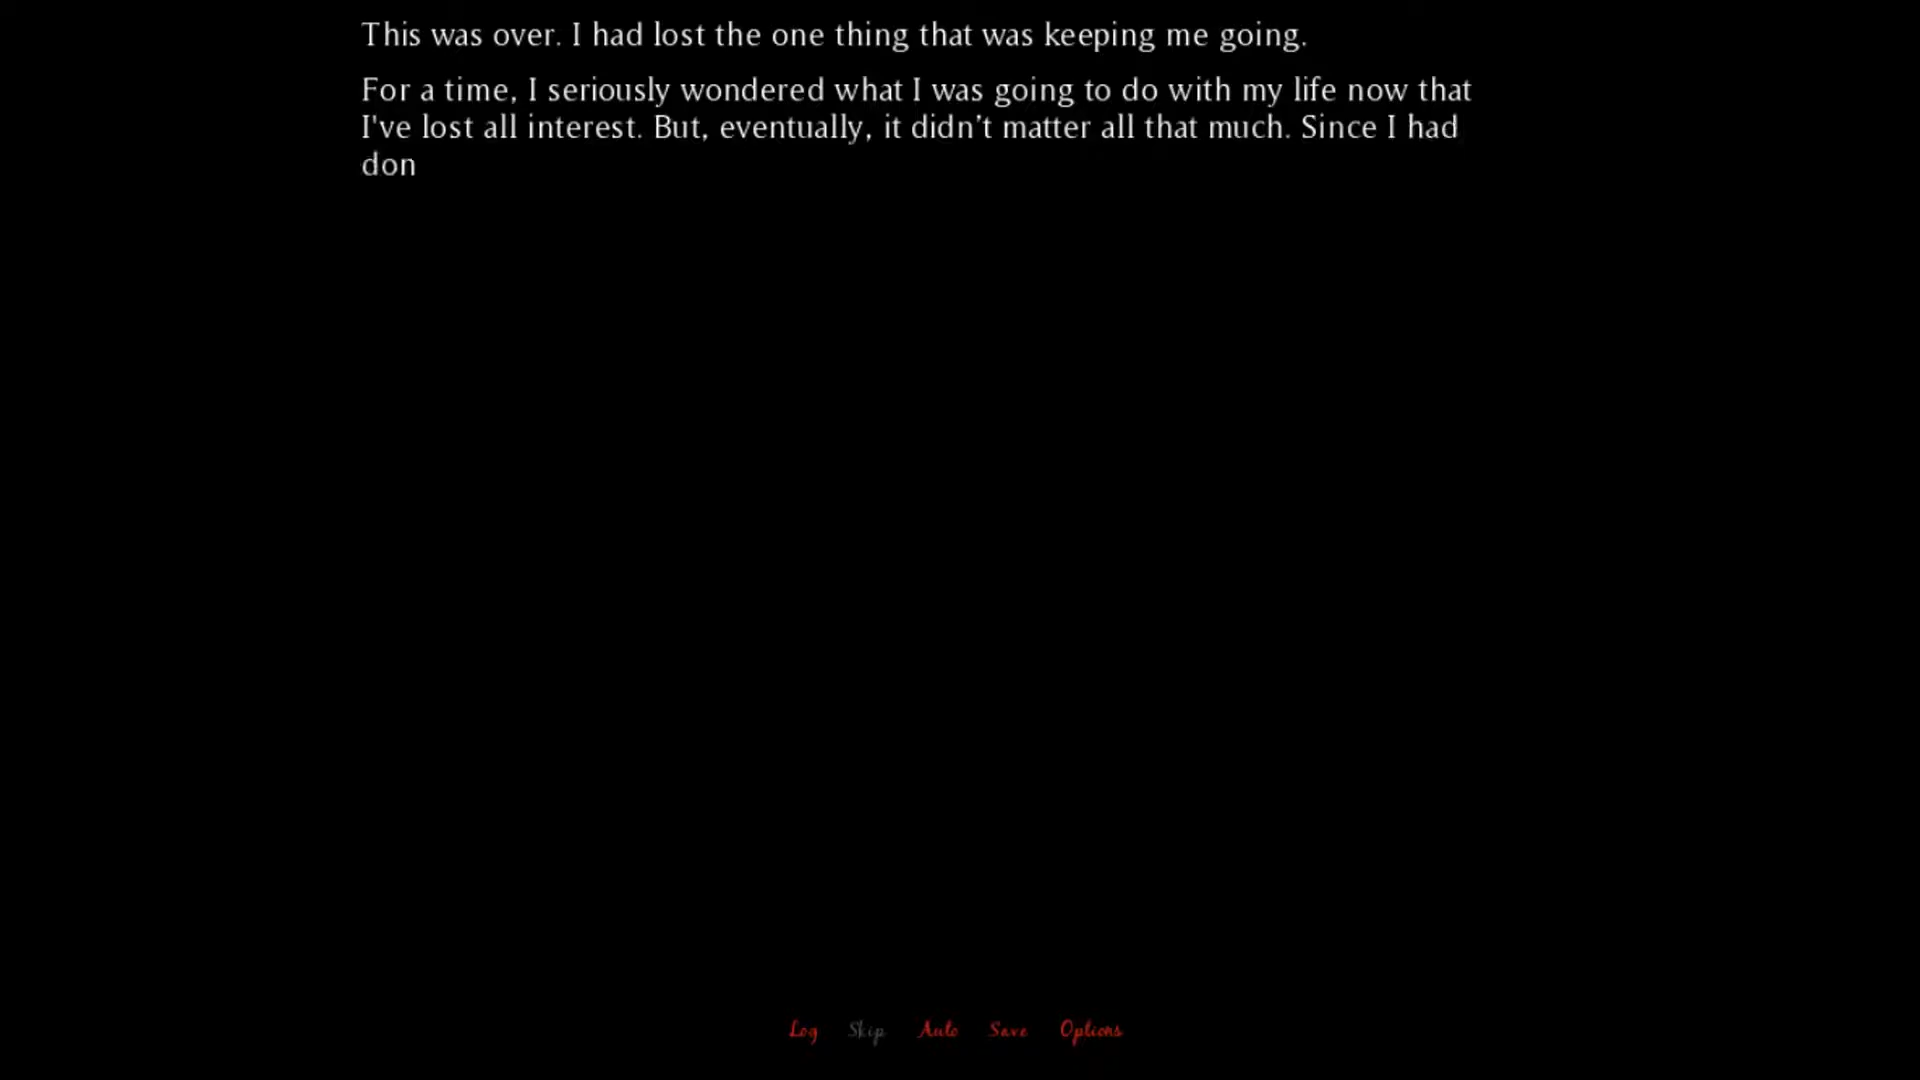 This was over. I had lost the one thing that was keeping me going.
For a time, I seriously wondered what I was going to do with my life now that
I've lost all interest. But, eventually, it didn’t matter all that much. Since I had
don
Log Skip Auto Save Options